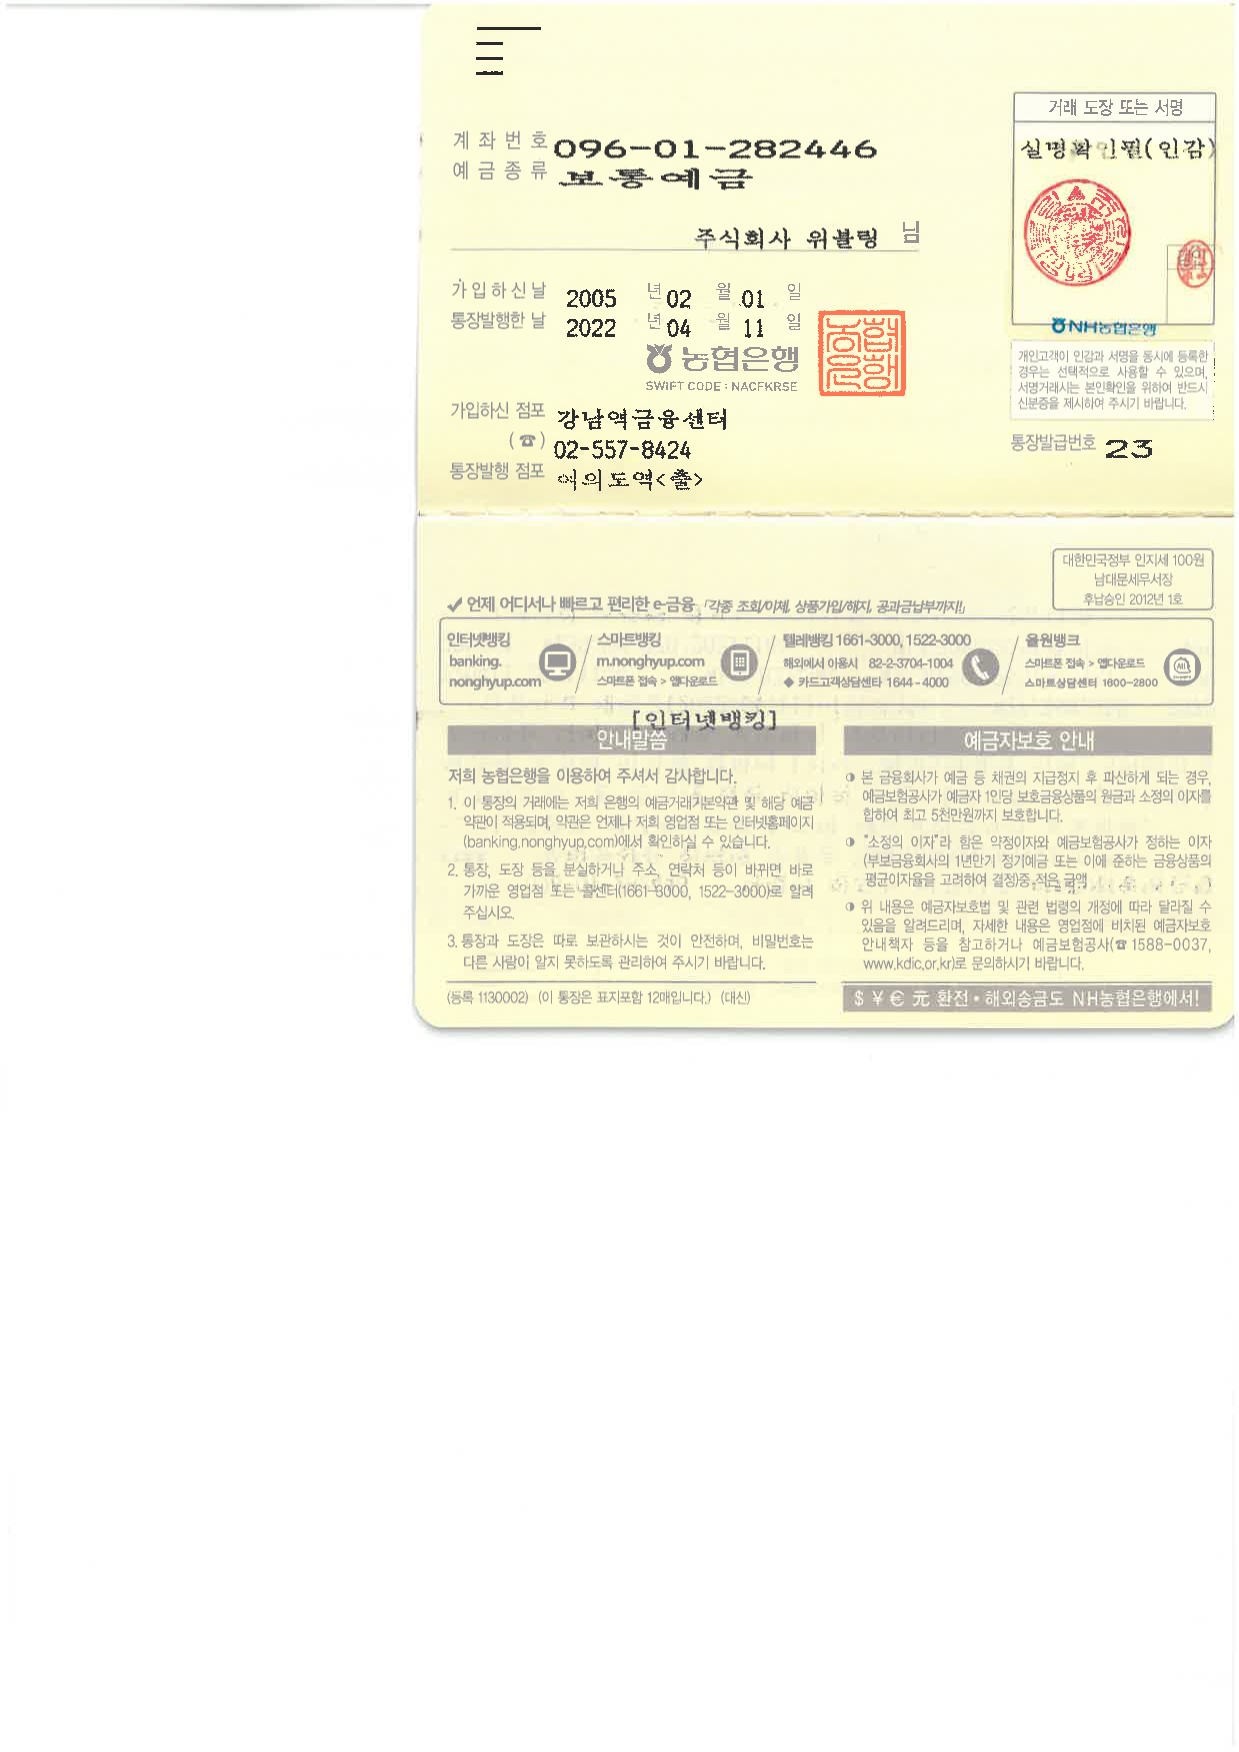 거래 도장 또는 서명
계좌번호 096-01-282446
실명확인필(인감)
예금종류 보통예금
주식회사 위블링 님
가입하신날 2005 년 02 월 01 일
통장발행한 날 2022 년 04 월 11 일
NH농협은행
농협은행
SWIFT CODE : NACFKRSE
개인고객이 인감과 서명을 동시에 등록한
경우는 선택적으로 사용할 수 있으며,
서명거래시는 본인확인을 위하여 반드시
신분증을 제시하여 주시기 바랍니다.
가입하신 점포 강남역금융센터
(☎) 02-557-8424
통장발급번호 23
통장발행 점포 여의도역<출>
대한민국정부 인지세 100원
남대문세무서장
후납승인 2012년 1호
✓ 언제 어디서나 빠르고 편리한 e-금융 「각종 조회/이체, 상품가입/해지, 공과금납부까지!」
인터넷뱅킹
banking.
nonghyup.com
스마트뱅킹
m.nonghyup.com
스마트폰 접속 > 앱다운로드
텔레뱅킹 1661-3000, 1522-3000
해외에서 이용시 82-2-3704-1004
◆ 카드고객상담센타 1644-4000
올원뱅크
스마트폰 접속 > 앱다운로드
스마트상담센터 1800-2800
[인터넷뱅킹]
안내말씀
저희 농협은행을 이용하여 주셔서 감사합니다.
1. 이 통장의 거래에는 저희 은행의 예금거래기본약관 및 해당 예금
약관이 적용되며, 약관은 언제나 저희 영업점 또는 인터넷홈페이지
(banking.nonghyup.com)에서 확인하실 수 있습니다.
2. 통장, 도장 등을 분실하거나 주소, 연락처 등이 바뀌면 바로
가까운 영업점 또는 콜센터(1661-3000, 1522-3000)로 알려
주십시오.
3. 통장과 도장은 따로 보관하시는 것이 안전하며, 비밀번호는
다른 사람이 알지 못하도록 관리하여 주시기 바랍니다.
(등록 1130002) (이 통장은 표지포함 12매입니다.) (대신)
예금자보호 안내
◑ 본 금융회사가 예금 등 채권의 지급정지 후 파산하게 되는 경우,
예금보험공사가 예금자 1인당 보호금융상품의 원금과 소정의 이자를
합하여 최고 5천만원까지 보호합니다.
◑ "소정의 이자"라 함은 약정이자와 예금보험공사가 정하는 이자
(부보금융회사의 1년만기 정기예금 또는 이에 준하는 금융상품의
평균이자율을 고려하여 결정)중 적은 금액
◑ 위 내용은 예금자보호법 및 관련 법령의 개정에 따라 달라질 수
있음을 알려드리며, 자세한 내용은 영업점에 비치된 예금자보호
안내책자 등을 참고하거나 예금보험공사(☎1588-0037,
www.kdic.or.kr)로 문의하시기 바랍니다.
$ ¥ € 元 환전・해외송금도 NH농협은행에서!